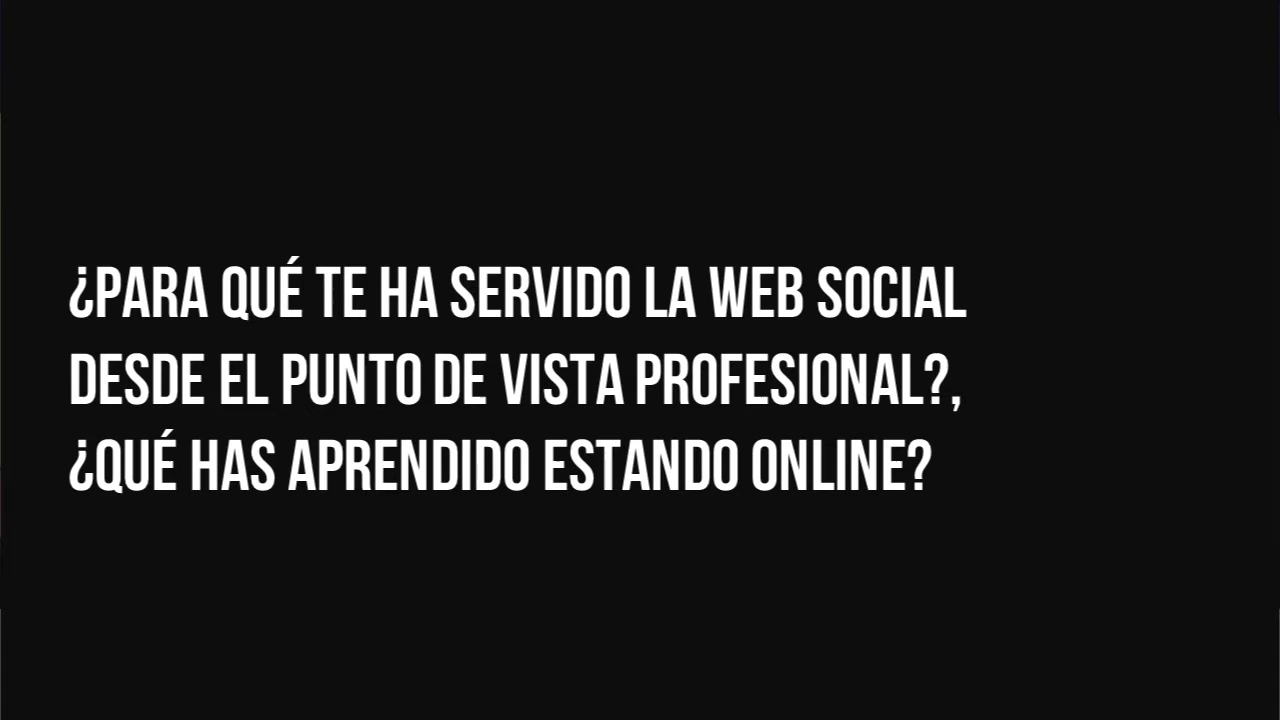 ¿PARA QUÉ TE HA SERVIDO LA WEB SOCIAL
DESDE EL PUNTO DE VISTA PROFESIONAL?,
¿QUÉ HAS APRENDIDO ESTANDO ONLINE?